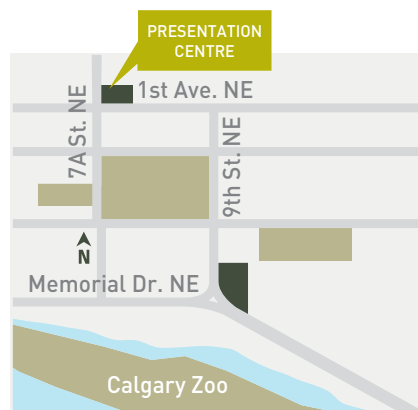 PRESENTATION
CENTRE
1st Ave. NE
7A St. NE
9th St. NE
N
Memorial Dr. NE
Calgary Zoo